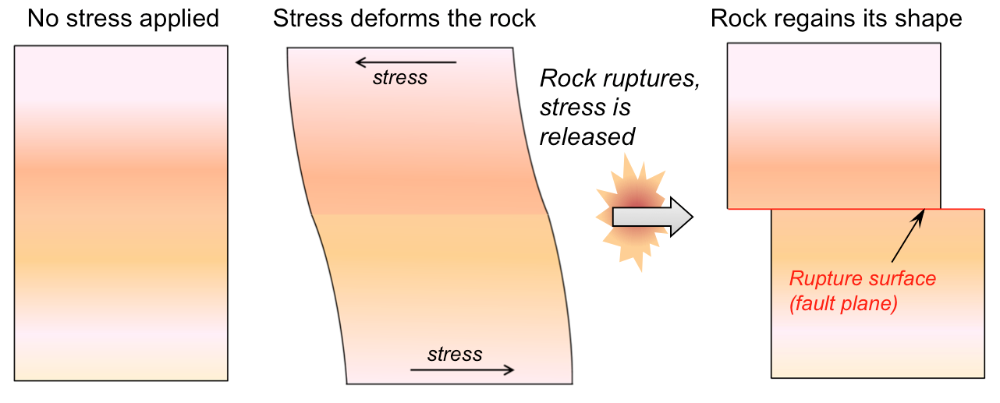 No stress applied
Stress deforms the rock
Rock regains its shape
stress
Rock ruptures,
stress is
released
Rupture surface
(fault plane)
stress